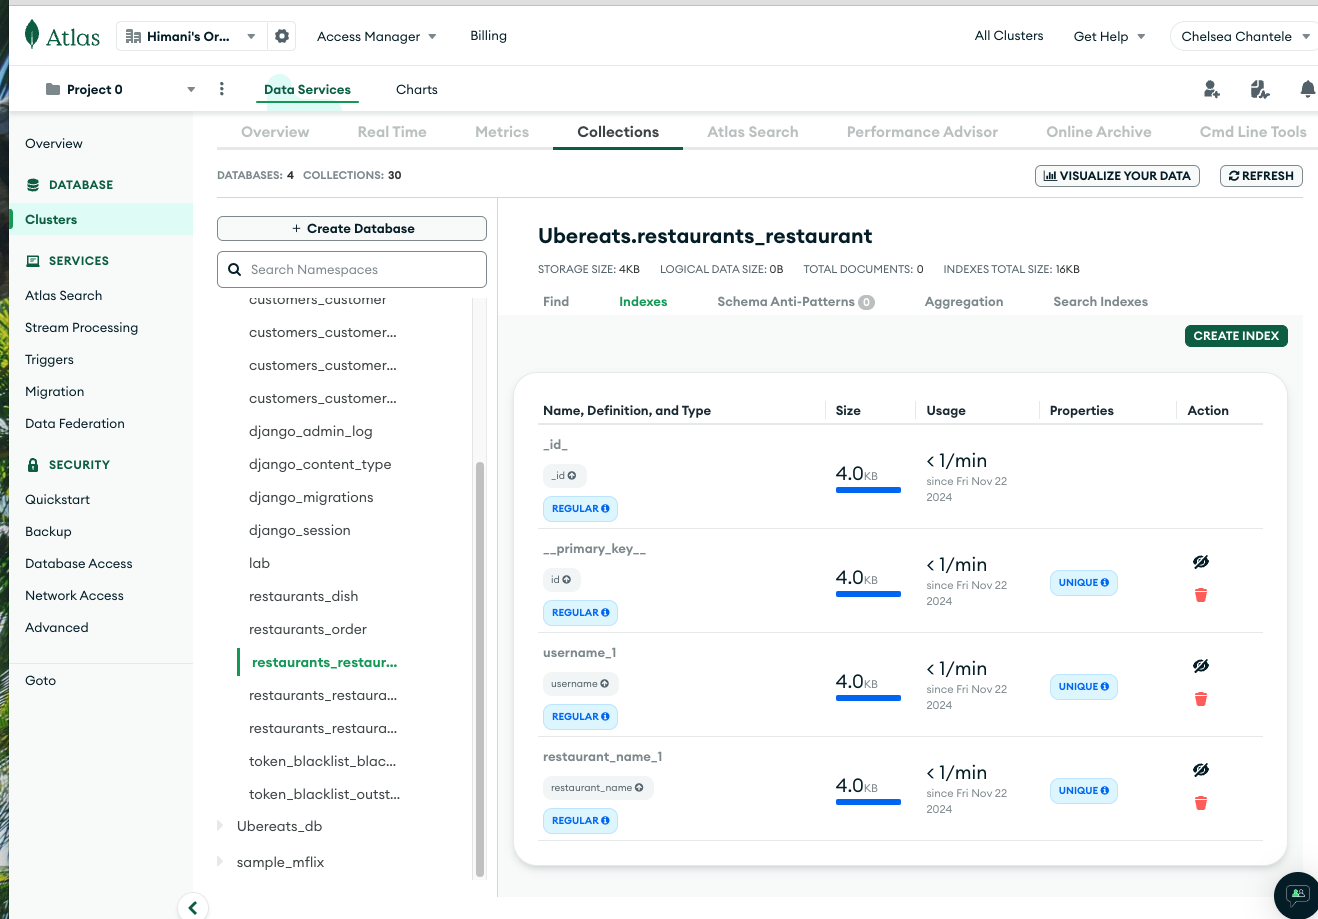 Atlas
Himani's Or...
Access Manager
Billing
All Clusters
Get Help
Chelsea Chantele
Project 0
Data Services
Charts
Overview
Real Time
Metrics
Collections
Atlas Search
Performance Advisor
Online Archive
Cmd Line Tools
Overview
DATABASE
Clusters
SERVICES
Atlas Search
Stream Processing
Triggers
Migration
Data Federation
SECURITY
Quickstart
Backup
Database Access
Network Access
Advanced
Goto
DATABASES: 4 COLLECTIONS: 30
VISUALIZE YOUR DATA
REFRESH
+ Create Database
Search Namespaces
customers_customer
customers_customer...
customers_customer...
customers_customer...
django_admin_log
django_content_type
django_migrations
django_session
lab
restaurants_dish
restaurants_order
restaurants_restaur...
restaurants_restaura...
restaurants_restaura...
token_blacklist_blac...
token_blacklist_outst...
Ubereats_db
sample_mflix
Ubereats.restaurants_restaurant
STORAGE SIZE: 4KB LOGICAL DATA SIZE: 0B TOTAL DOCUMENTS: 0 INDEXES TOTAL SIZE: 16KB
Find
Indexes
Schema Anti-Patterns 0
Aggregation
Search Indexes
CREATE INDEX
Name, Definition, and Type Size Usage Properties Action
_id_
_id
REGULAR
4.0KB
< 1/min
since Fri Nov 22
2024
__primary_key__
id
REGULAR
4.0KB
< 1/min
since Fri Nov 22
2024
UNIQUE
username_1
username
REGULAR
4.0KB
< 1/min
since Fri Nov 22
2024
UNIQUE
restaurant_name_1
restaurant_name
REGULAR
4.0KB
< 1/min
since Fri Nov 22
2024
UNIQUE